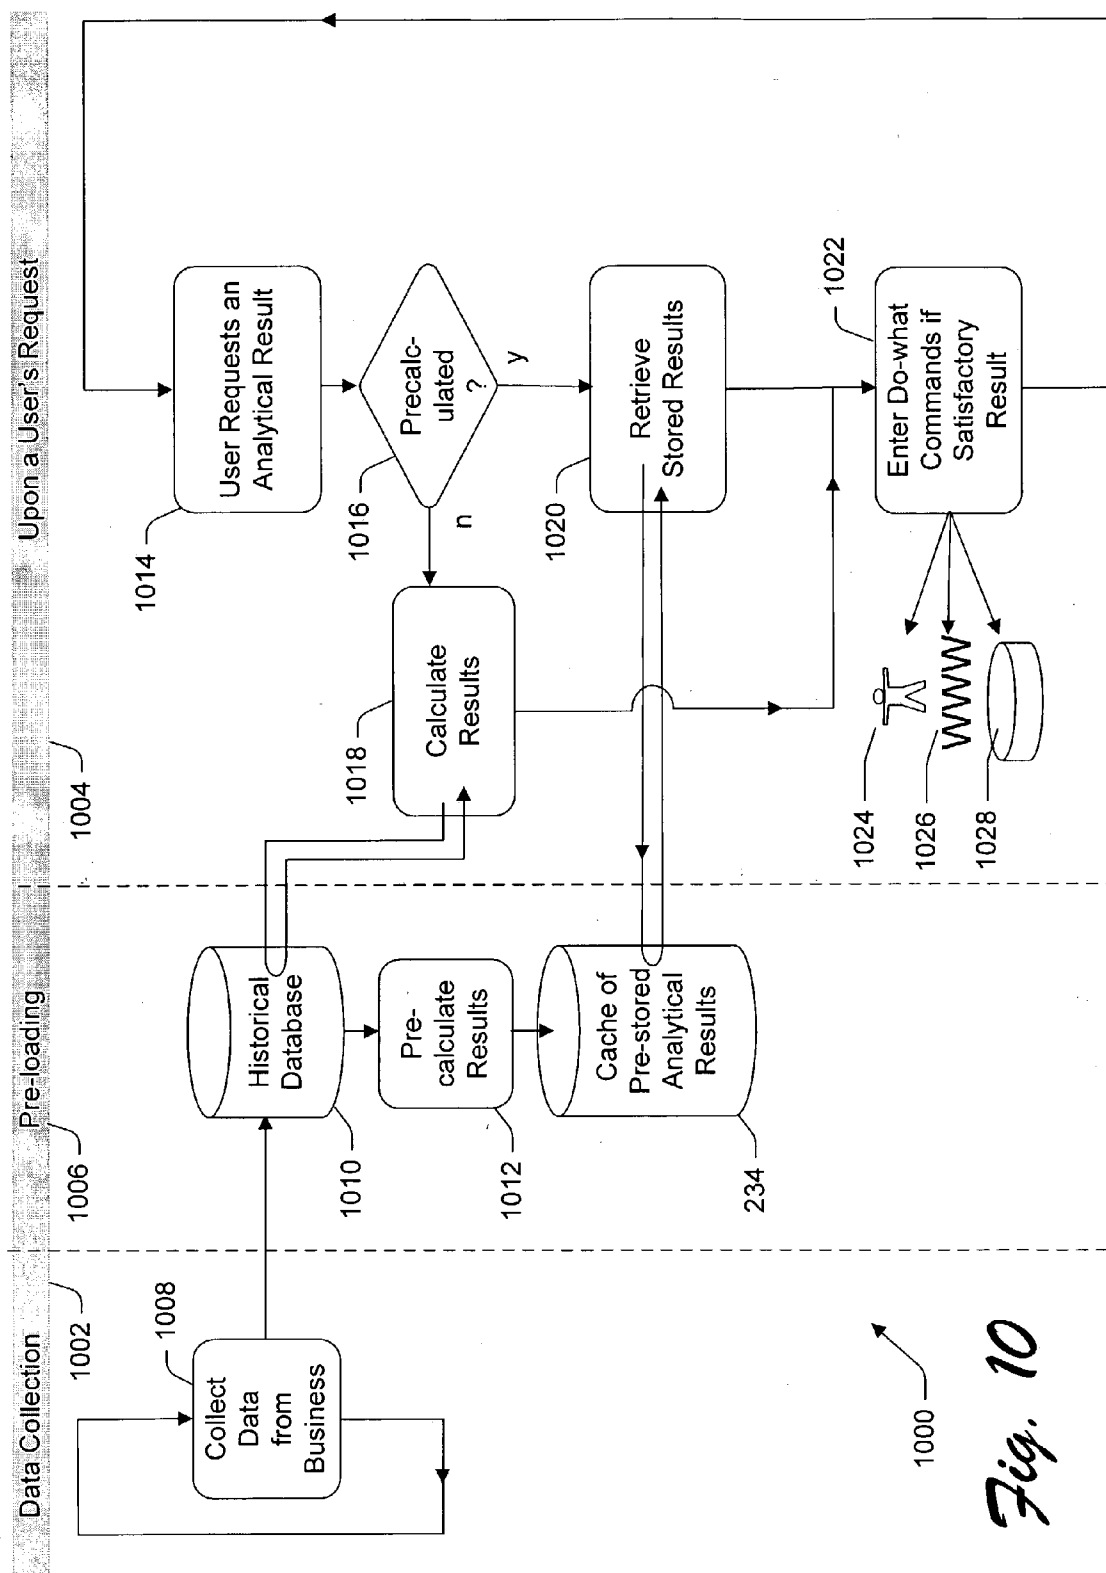 Data Collection
Pre-loading
Upon a User's Request
1002
1006
1004
1008
Collect
Data
from
Business
Historical
Database
1010
Pre-
calculate
Results
1012
Cache of
Pre-stored
Analytical
Results
234
User Requests an
Analytical Result
1014
Precalc-
ulated
?
1016
n
y
Calculate
Results
1018
Retrieve
Stored Results
1020
Enter Do-what
Commands if
Satisfactory
Result
1022
1024
1026
WWW
1028
1000
Fig. 10